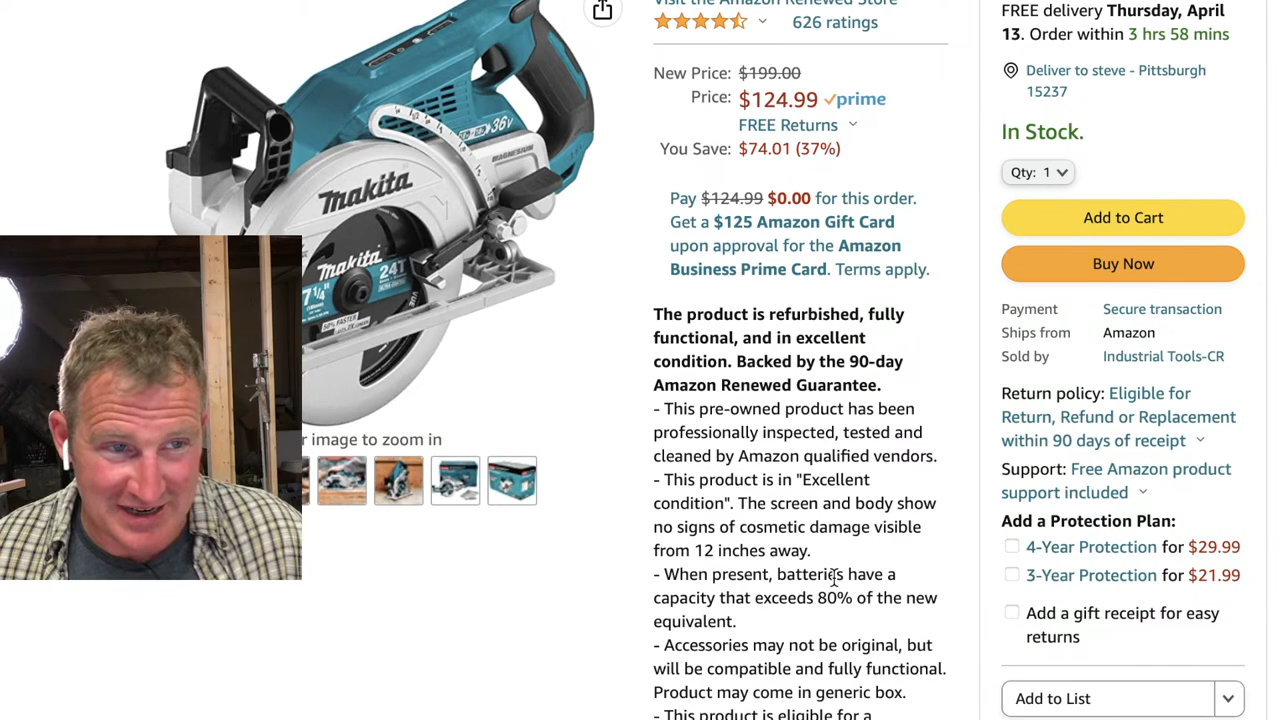 Visit the Amazon Renewed Store
626 ratings
New Price: $199.00
Price: $124.99 prime
FREE Returns
You Save: $74.01 (37%)
Pay $124.99 $0.00 for this order.
Get a $125 Amazon Gift Card
upon approval for the Amazon
Business Prime Card. Terms apply.
The product is refurbished, fully
functional, and in excellent
condition. Backed by the 90-day
Amazon Renewed Guarantee.
- This pre-owned product has been
professionally inspected, tested and
cleaned by Amazon qualified vendors.
- This product is in "Excellent
condition". The screen and body show
no signs of cosmetic damage visible
from 12 inches away.
- When present, batteries have a
capacity that exceeds 80% of the new
equivalent.
- Accessories may not be original, but
will be compatible and fully functional.
Product may come in generic box.
- This product is eligible for a
FREE delivery Thursday, April
13. Order within 3 hrs 58 mins
Deliver to steve - Pittsburgh
15237
In Stock.
Qty: 1
Add to Cart
Buy Now
Payment Secure transaction
Ships from Amazon
Sold by Industrial Tools-CR
Return policy: Eligible for
Return, Refund or Replacement
within 90 days of receipt
Support: Free Amazon product
support included
Add a Protection Plan:
4-Year Protection for $29.99
3-Year Protection for $21.99
Add a gift receipt for easy
returns
Add to List
36V
MAGNESIUM
makita
makita
24T
7 1/4"
50% FASTER
r image to zoom in